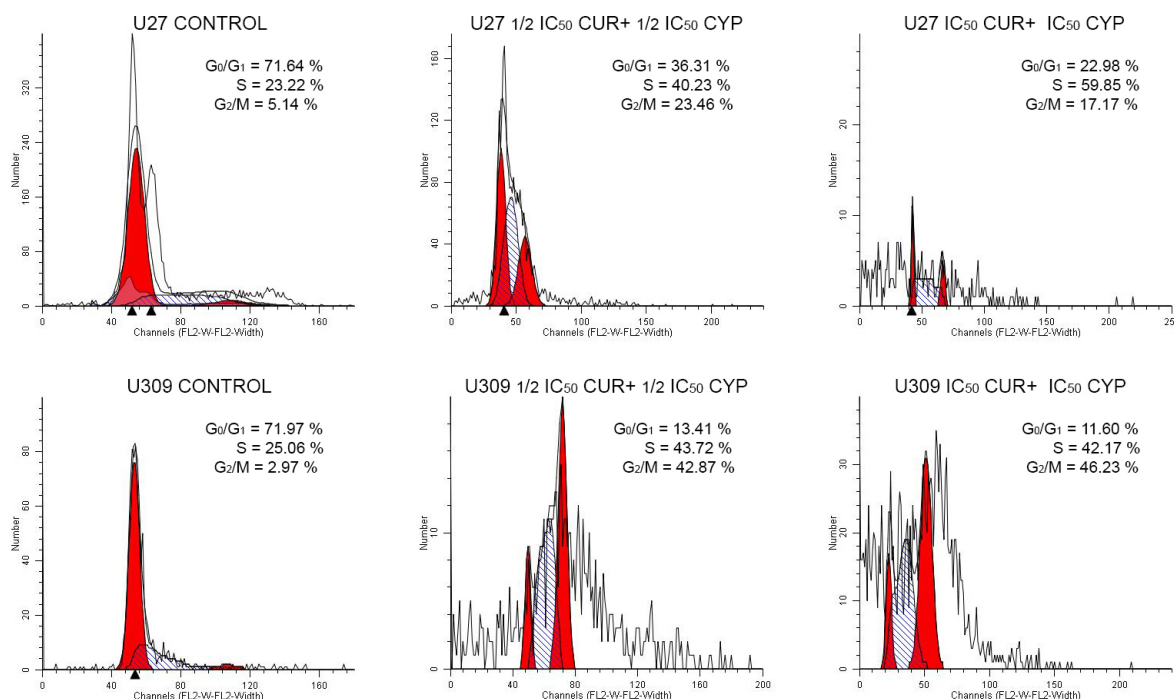 U27 CONTROL
G₀/G₁ = 71.64 %
S = 23.22 %
G₂/M = 5.14 %
Number
0 80 160 240 320
0 40 80 120 160
Channels (FL2-W-FL2-Width)
U27 1/2 IC₅₀ CUR+ 1/2 IC₅₀ CYP
G₀/G₁ = 36.31 %
S = 40.23 %
G₂/M = 23.46 %
Number
0 40 80 120 160
0 50 100 150 200
Channels (FL2-W-FL2-Width)
U27 IC₅₀ CUR+ IC₅₀ CYP
G₀/G₁ = 22.98 %
S = 59.85 %
G₂/M = 17.17 %
Number
0 10 20
0 50 100 150 200 25
Channels (FL2-W-FL2-Width)
U309 CONTROL
G₀/G₁ = 71.97 %
S = 25.06 %
G₂/M = 2.97 %
Number
0 20 40 60 80
0 40 80 120 160
Channels (FL2-W-FL2-Width)
U309 1/2 IC₅₀ CUR+ 1/2 IC₅₀ CYP
G₀/G₁ = 13.41 %
S = 43.72 %
G₂/M = 42.87 %
Number
0 10
0 40 80 120 160 200
Channels (FL2-W-FL2-Width)
U309 IC₅₀ CUR+ IC₅₀ CYP
G₀/G₁ = 11.60 %
S = 42.17 %
G₂/M = 46.23 %
Number
0 10 20 30
0 50 100 150 200
Channels (FL2-W-FL2-Width)